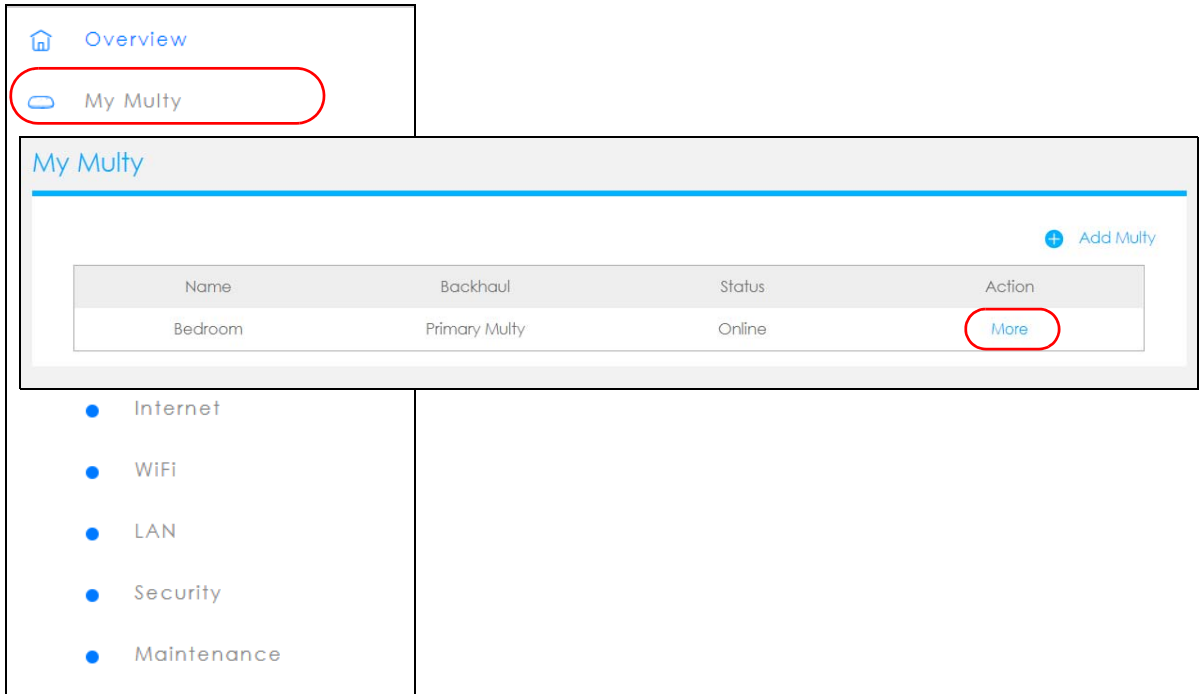 Overview
My Multy
My Multy
Add Multy
Name Backhaul Status Action
Bedroom Primary Multy Online More
Internet
WiFi
LAN
Security
Maintenance